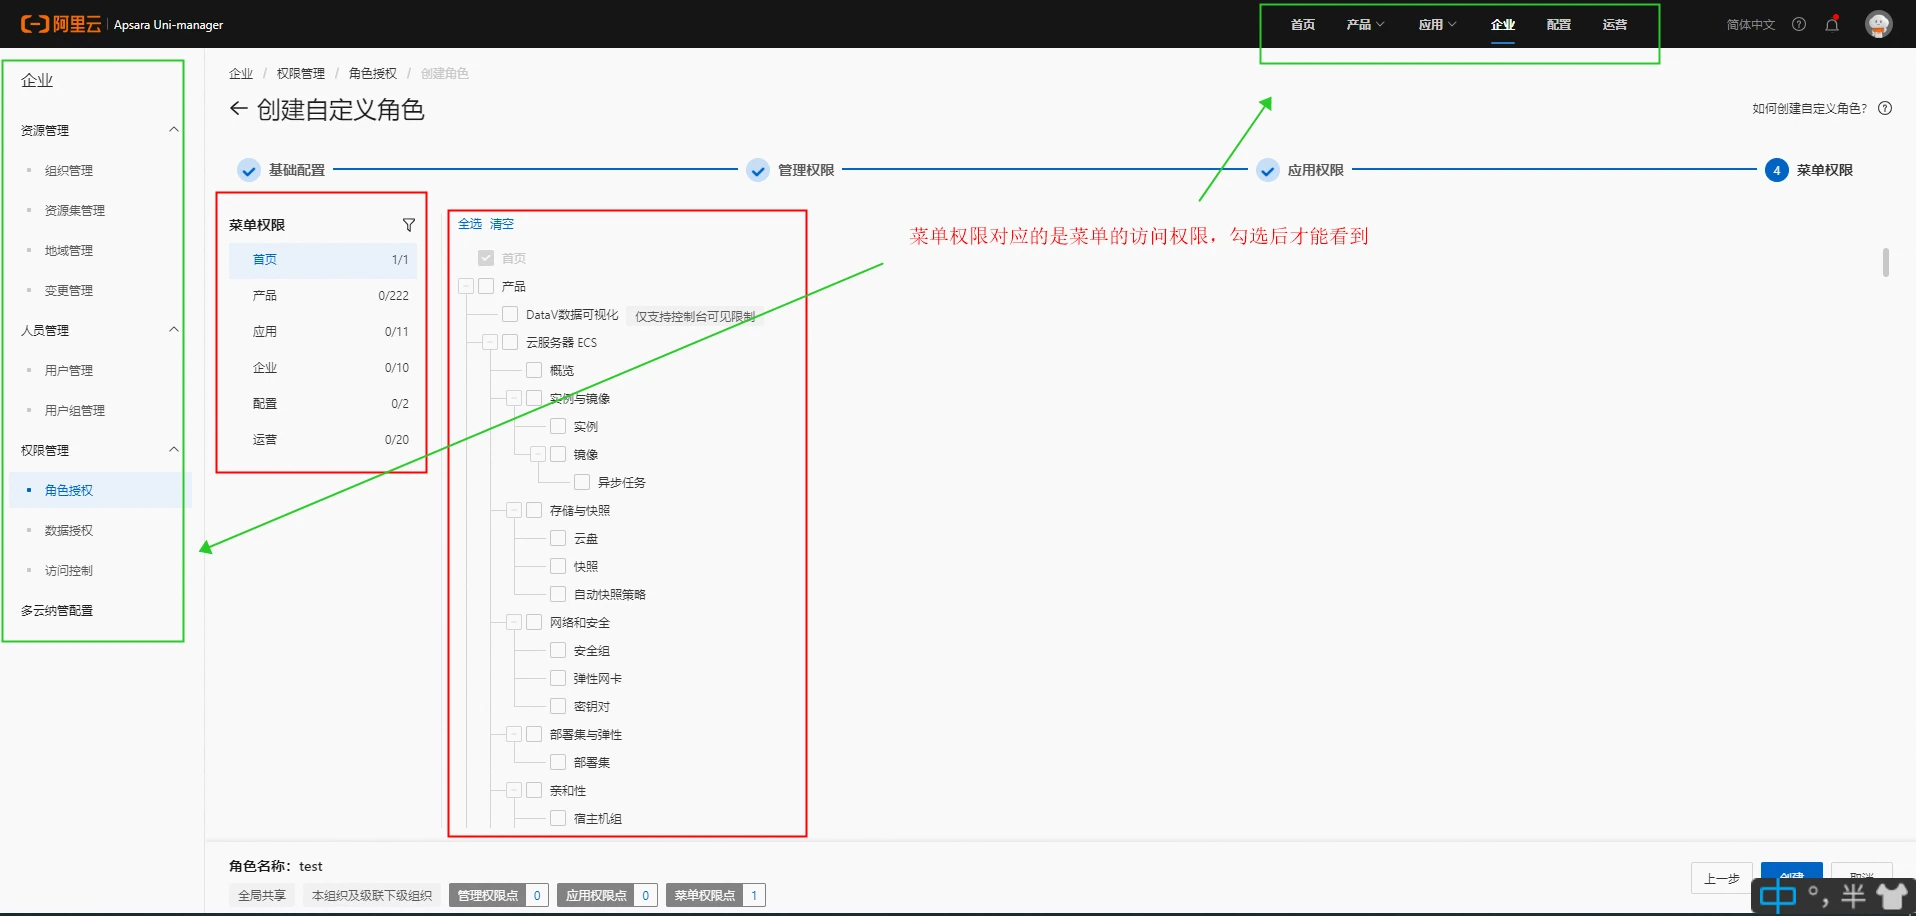 阿里云 | Apsara Uni-manager
首页 产品 应用 企业 配置 运营
简体中文
企业
资源管理
组织管理
资源集管理
地域管理
变更管理
人员管理
用户管理
用户组管理
权限管理
角色授权
数据授权
访问控制
多云纳管配置
企业 / 权限管理 / 角色授权 / 创建角色
← 创建自定义角色
如何创建自定义角色?
基础配置
管理权限
应用权限
4 菜单权限
菜单权限
首页 1/1
产品 0/222
应用 0/11
企业 0/10
配置 0/2
运营 0/20
全选 清空
首页
产品
DataV数据可视化 仅支持控制台可见限制
云服务器 ECS
概览
实例与镜像
实例
镜像
异步任务
存储与快照
云盘
快照
自动快照策略
网络和安全
安全组
弹性网卡
密钥对
部署集与弹性
部署集
亲和性
宿主机组
菜单权限对应的是菜单的访问权限，勾选后才能看到
角色名称： test
全局共享 本组织及级联下级组织 管理权限点 0 应用权限点 0 菜单权限点 1
上一步 创建 取消
中 °, 半